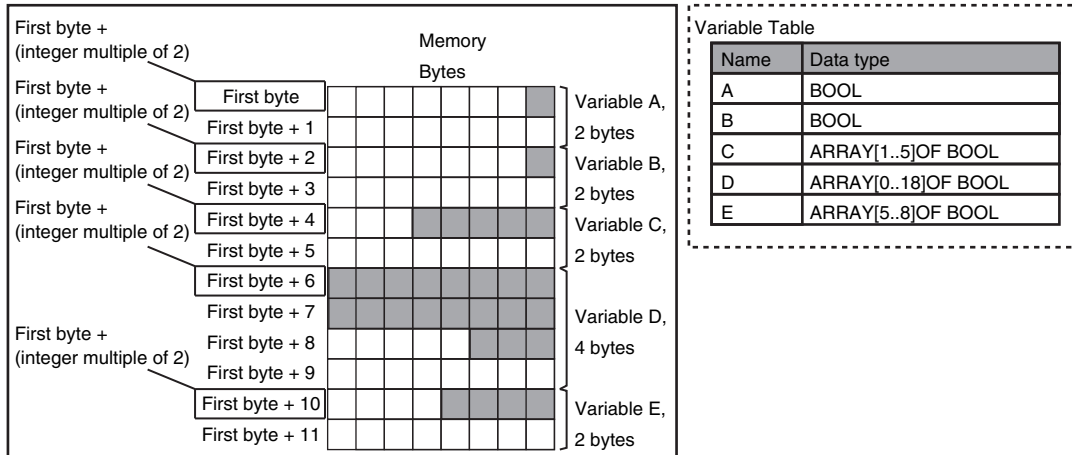 First byte +
(integer multiple of 2)
First byte +
(integer multiple of 2)
First byte +
(integer multiple of 2)
First byte +
(integer multiple of 2)
First byte +
(integer multiple of 2)
Memory
Bytes
First byte
First byte + 1
First byte + 2
First byte + 3
First byte + 4
First byte + 5
First byte + 6
First byte + 7
First byte + 8
First byte + 9
First byte + 10
First byte + 11
Variable A,
2 bytes
Variable B,
2 bytes
Variable C,
2 bytes
Variable D,
4 bytes
Variable E,
2 bytes
Variable Table
Name Data type
A BOOL
B BOOL
C ARRAY[1..5]OF BOOL
D ARRAY[0..18]OF BOOL
E ARRAY[5..8]OF BOOL